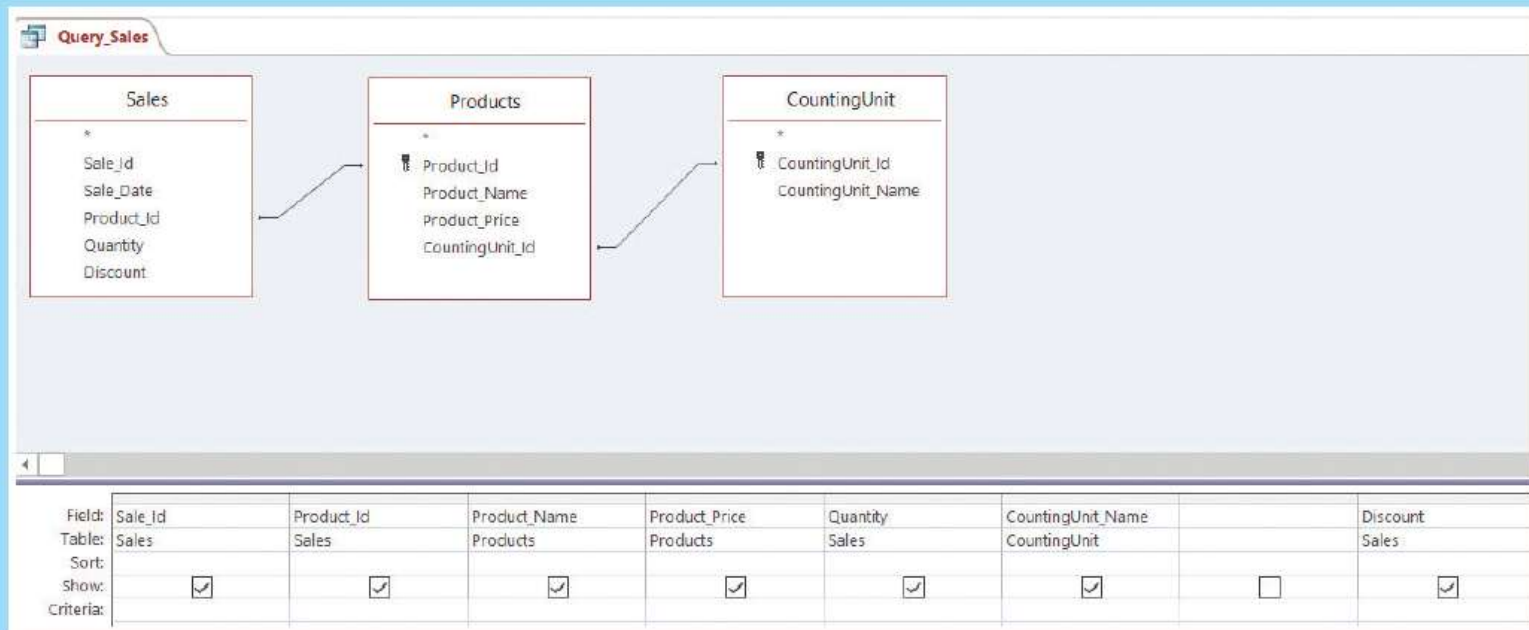 Query_Sales
Sales
*
Sale_Id
Sale_Date
Product_Id
Quantity
Discount
Products
*
Product_Id
Product_Name
Product_Price
CountingUnit_Id
CountingUnit
*
CountingUnit_Id
CountingUnit_Name
Field: Sale_Id Product_Id Product_Name Product_Price Quantity CountingUnit_Name Discount
Table: Sales Sales Products Products Sales CountingUnit Sales
Sort:
Show:
Criteria: